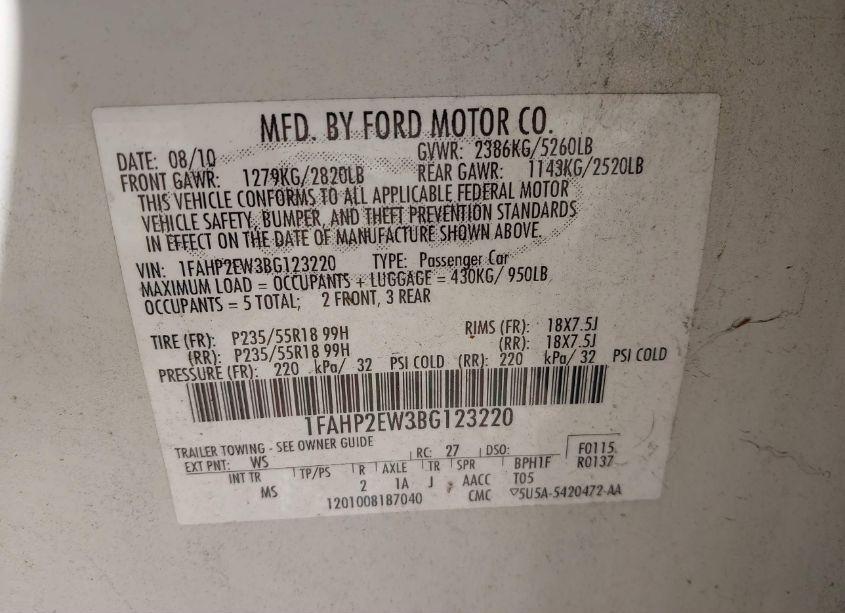 MFD. BY FORD MOTOR CO.
DATE: 08/10 GVWR: 2386KG/5260LB
FRONT GAWR: 1279KG/2820LB REAR GAWR: 1143KG/2520LB
THIS VEHICLE CONFORMS TO ALL APPLICABLE FEDERAL MOTOR
VEHICLE SAFETY, BUMPER, AND THEFT PREVENTION STANDARDS
IN EFFECT ON THE DATE OF MANUFACTURE SHOWN ABOVE.
VIN: 1FAHP2EW3BG123220 TYPE: Passenger Car
MAXIMUM LOAD = OCCUPANTS + LUGGAGE = 430KG/ 950LB
OCCUPANTS = 5 TOTAL; 2 FRONT, 3 REAR
TIRE (FR): P235/55R18 99H RIMS (FR): 18X7.5J
(RR): P235/55R18 99H (RR): 18X7.5J
PRESSURE (FR): 220 kPa/ 32 PSI COLD (RR): 220 kPa/ 32 PSI COLD
1FAHP2EW3BG123220
TRAILER TOWING - SEE OWNER GUIDE RC: 27 DSO: F0115
EXT PNT: WS BPH1F R0137
INT TR TP/PS R AXLE TR SPR T05
MS 2 1A J AACC
1201008187040 CMC ▽5U5A-5420472-AA